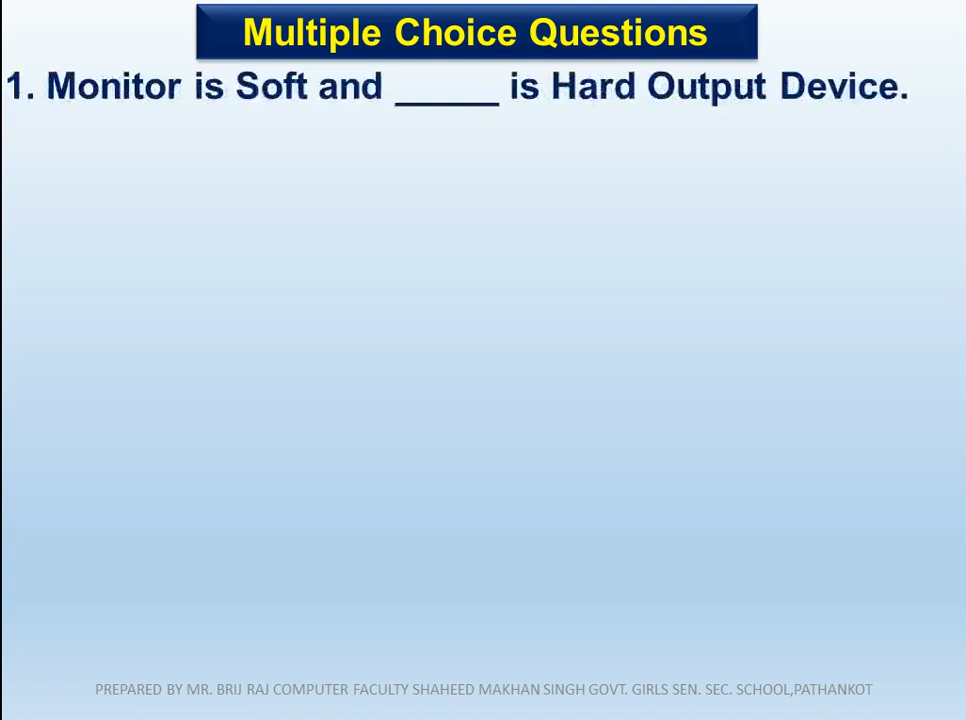 Multiple Choice Questions
1. Monitor is Soft and _____ is Hard Output Device.
PREPARED BY MR. BRIJ RAJ COMPUTER FACULTY SHAHEED MAKHAN SINGH GOVT. GIRLS SEN. SEC. SCHOOL,PATHANKOT